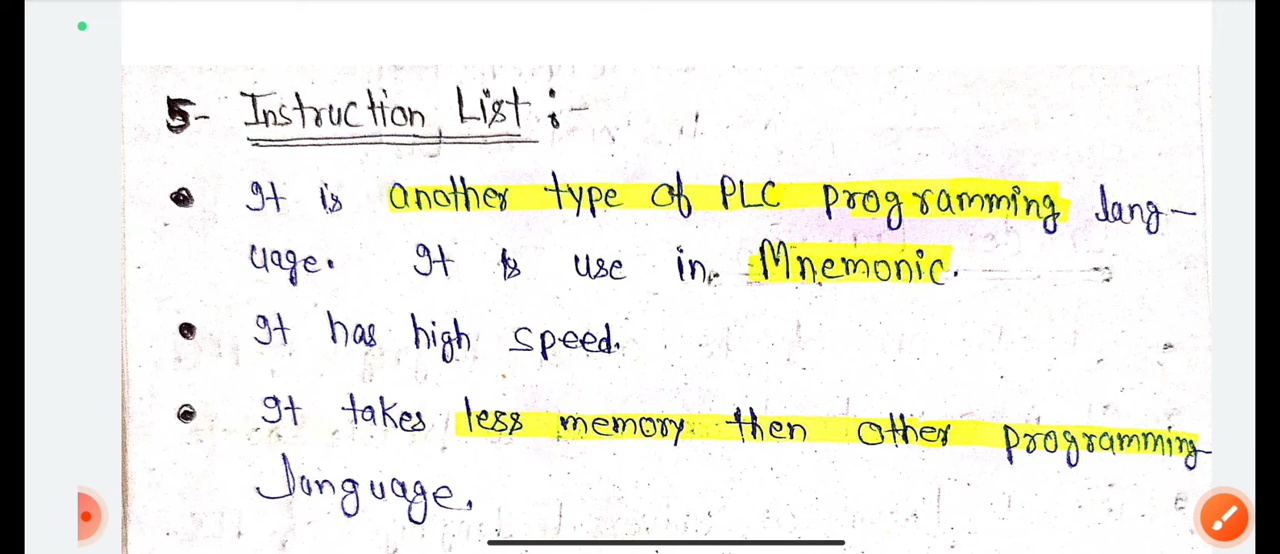 5- Instruction List :-
• It is another type of PLC programming lang-
uage. It is use in Mnemonic.
• It has high speed.
• It takes less memory then other programming
language.